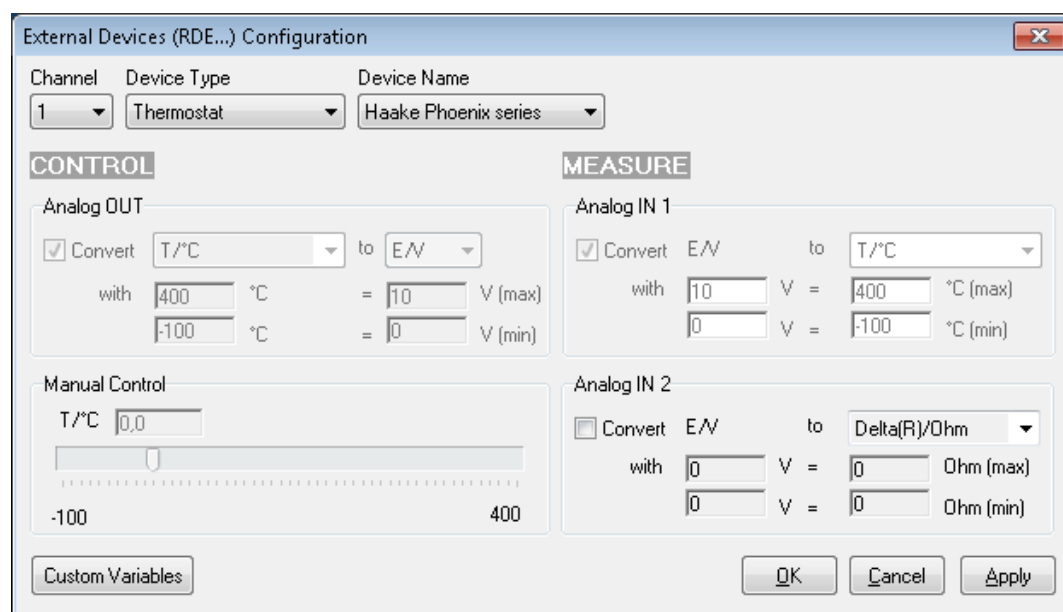 External Devices (RDE...) Configuration
Channel Device Type Device Name
1 Thermostat Haake Phoenix series
CONTROL
Analog OUT
Convert T/°C to E/V
with 400 °C = 10 V (max)
-100 °C = 0 V (min)
Manual Control
T/°C 0,0
-100 400
MEASURE
Analog IN 1
Convert E/V to T/°C
with 10 V = 400 °C (max)
0 V = -100 °C (min)
Analog IN 2
Convert E/V to Delta(R)/Ohm
with 0 V = 0 Ohm (max)
0 V = 0 Ohm (min)
Custom Variables OK Cancel Apply